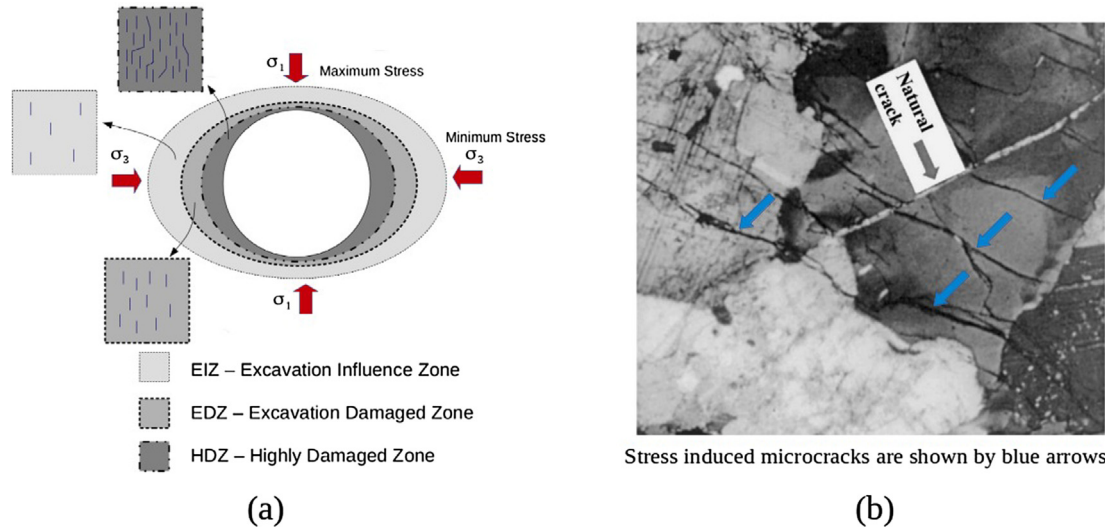 σ1
Maximum Stress
Minimum Stress
σ3
σ3
σ1
EIZ – Excavation Influence Zone
EDZ – Excavation Damaged Zone
HDZ – Highly Damaged Zone
(a)
Natural
crack
Stress induced microcracks are shown by blue arrows
(b)